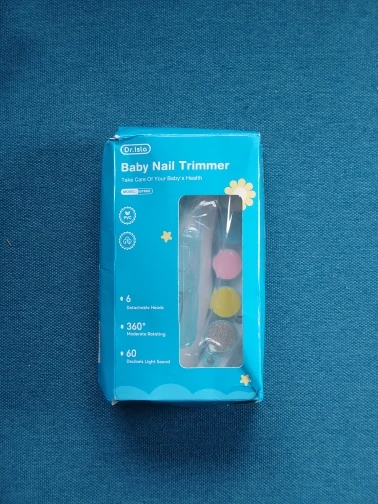 Dr.Isla
Baby Nail Trimmer
Take Care Of Your Baby's Health
PVC
6
Detachable Heads
360°
Moderate Rotating
60
Decibels Light Sound